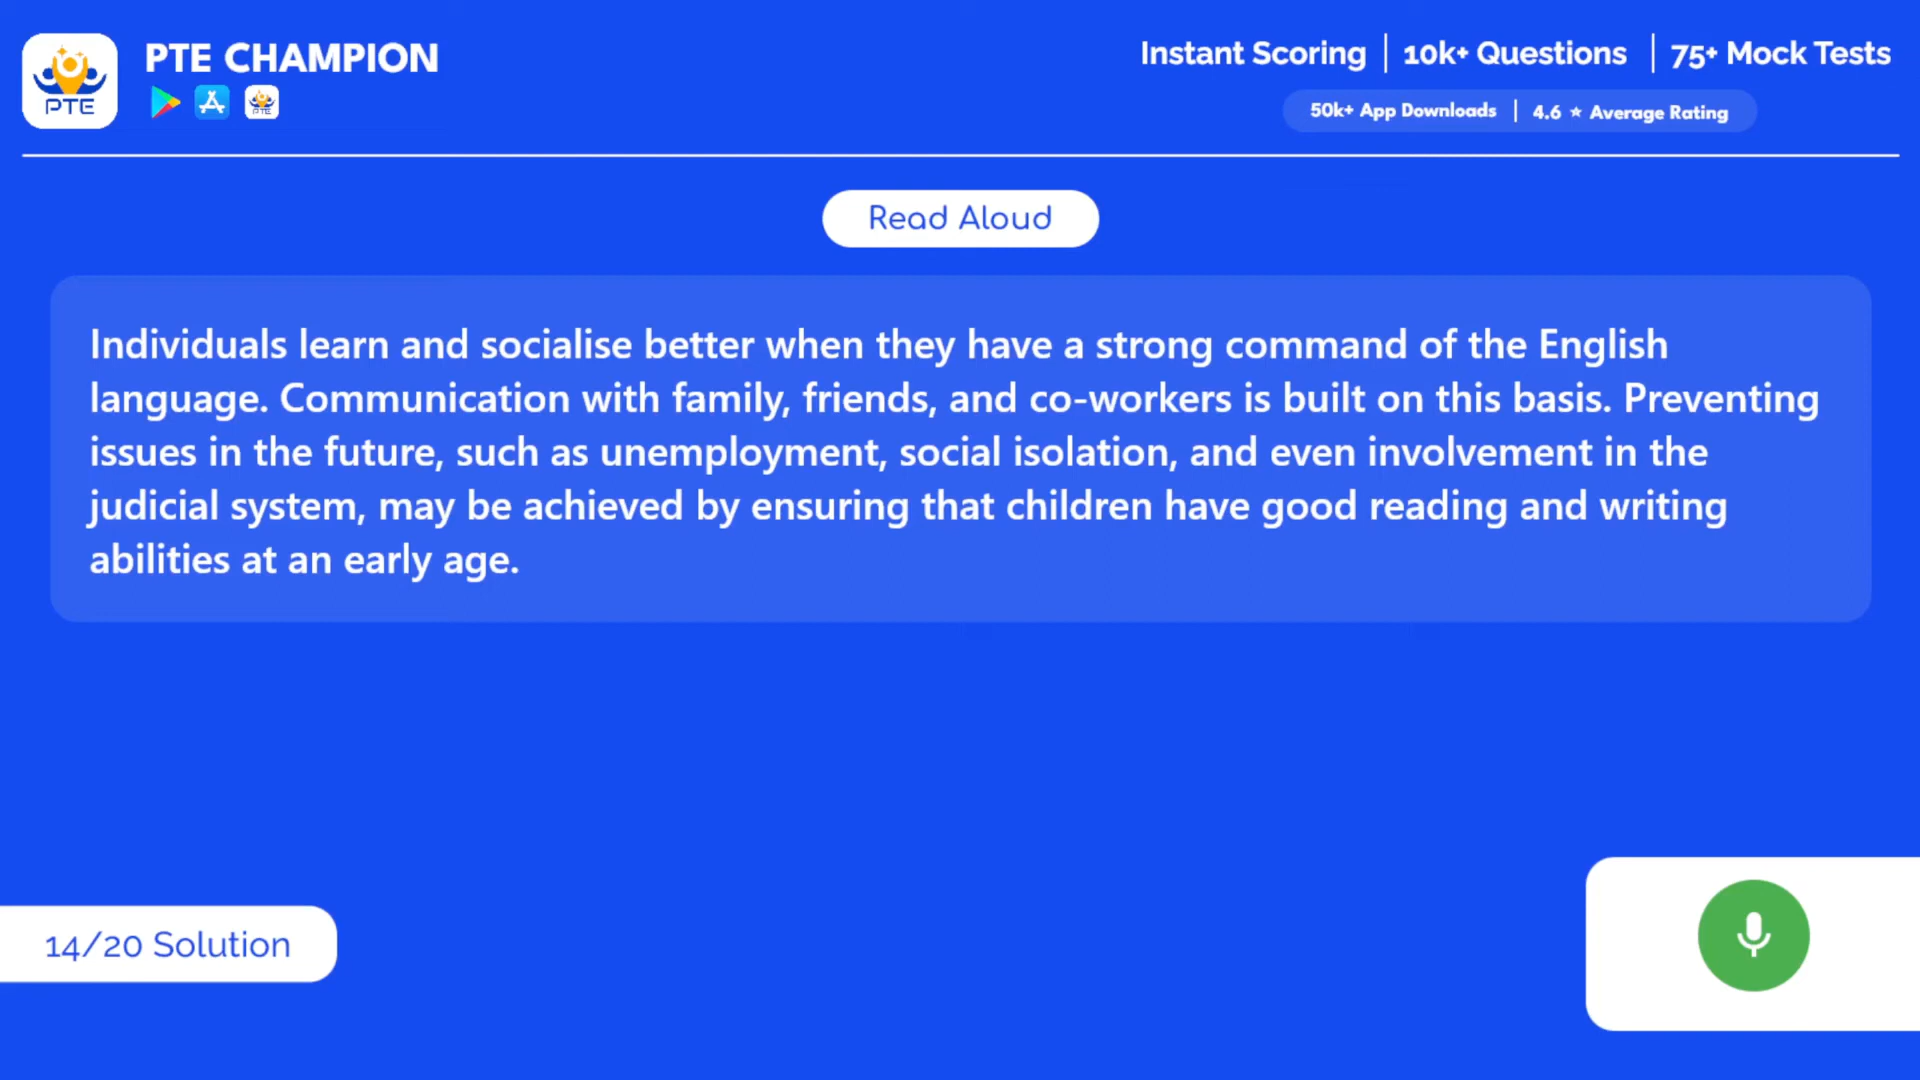 PTE CHAMPION
PTE
PTE
Instant Scoring | 10k+ Questions | 75+ Mock Tests
50k+ App Downloads | 4.6 ★ Average Rating
Read Aloud
Individuals learn and socialise better when they have a strong command of the English
language. Communication with family, friends, and co-workers is built on this basis. Preventing
issues in the future, such as unemployment, social isolation, and even involvement in the
judicial system, may be achieved by ensuring that children have good reading and writing
abilities at an early age.
14/20 Solution